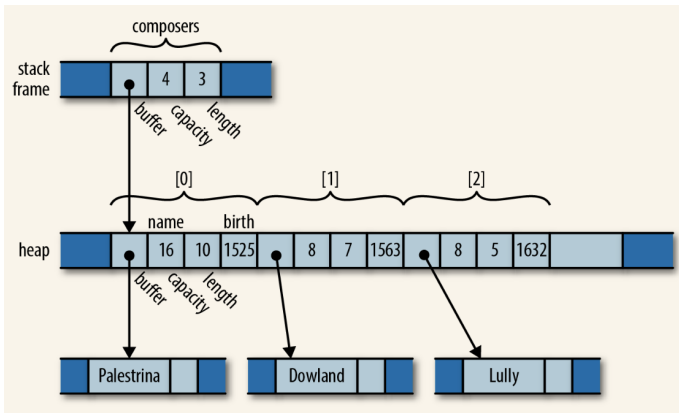 composers
stack frame
4 3
buffer capacity length
[0] [1] [2]
name birth
heap
16 10 1525 8 7 1563 8 5 1632
buffer capacity length
Palestrina Dowland Lully